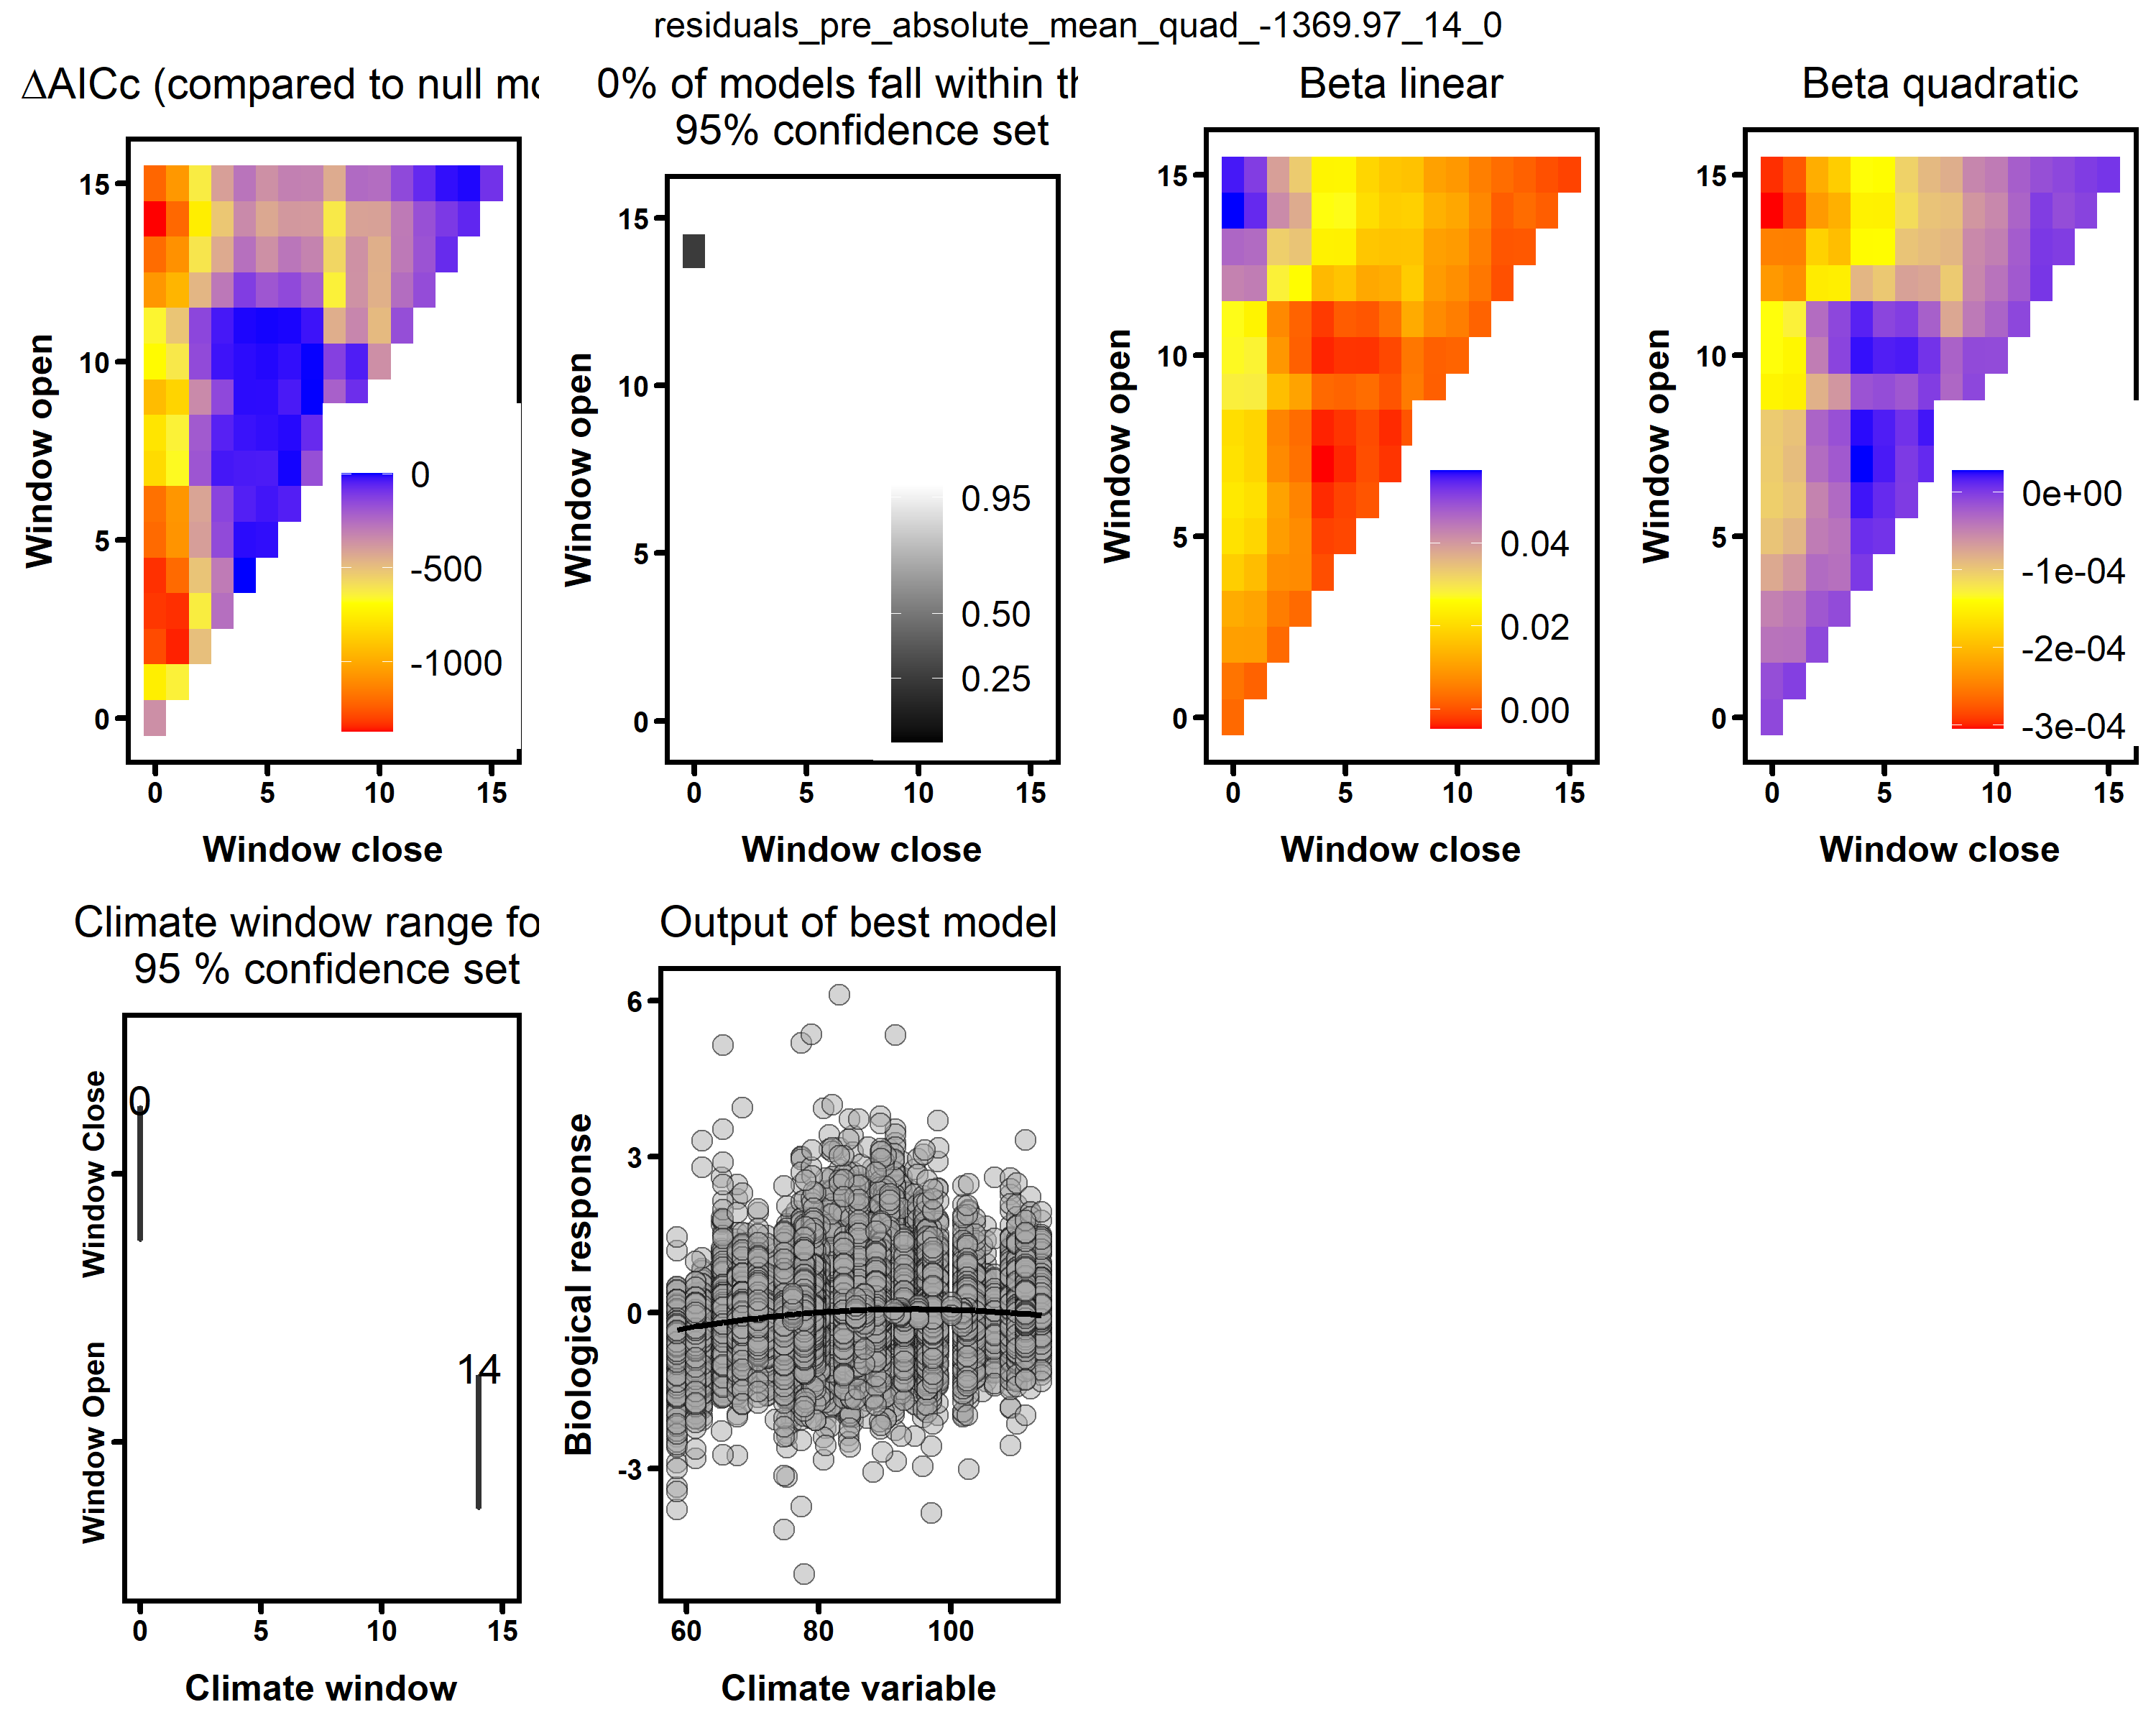 residuals_pre_absolute_mean_quad_-1369.97_14_0
ΔAICc (compared to null mo
15
10
5
0
0
-500
-1000
0 5 10 15
Window open
Window close
0% of models fall within th
95% confidence set
15
10
5
0
0.95
0.50
0.25
0 5 10 15
Window open
Window close
Beta linear
15
10
5
0
0.04
0.02
0.00
0 5 10 15
Window open
Window close
Beta quadratic
15
10
5
0
0e+00
-1e-04
-2e-04
-3e-04
0 5 10 15
Window open
Window close
Climate window range fo
95 % confidence set
Window Close
Window Open
0
14
0 5 10 15
Climate window
Output of best model
6
3
0
-3
Biological response
60 80 100
Climate variable